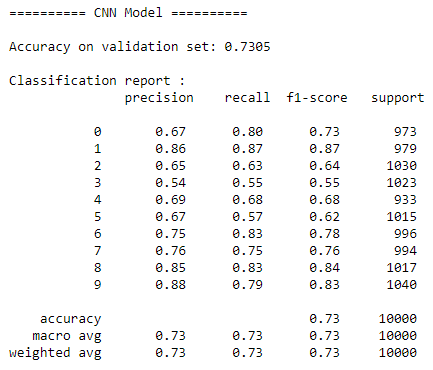 ========== CNN Model ==========
Accuracy on validation set: 0.7305
Classification report :
precision recall f1-score support
0 0.67 0.80 0.73 973
1 0.86 0.87 0.87 979
2 0.65 0.63 0.64 1030
3 0.54 0.55 0.55 1023
4 0.69 0.68 0.68 933
5 0.67 0.57 0.62 1015
6 0.75 0.83 0.78 996
7 0.76 0.75 0.76 994
8 0.85 0.83 0.84 1017
9 0.88 0.79 0.83 1040
accuracy 0.73 10000
macro avg 0.73 0.73 0.73 10000
weighted avg 0.73 0.73 0.73 10000